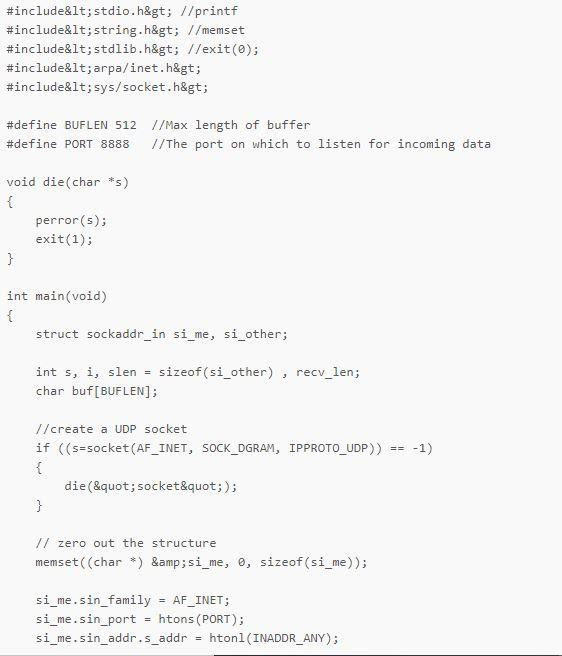 #include&lt;stdio.h&gt; //printf
#include&lt;string.h&gt; //memset
#include&lt;stdlib.h&gt; //exit(0);
#include&lt;arpa/inet.h&gt;
#include&lt;sys/socket.h&gt;

#define BUFLEN 512  //Max length of buffer
#define PORT 8888   //The port on which to listen for incoming data

void die(char *s)
{
    perror(s);
    exit(1);
}

int main(void)
{
    struct sockaddr_in si_me, si_other;

    int s, i, slen = sizeof(si_other) , recv_len;
    char buf[BUFLEN];

    //create a UDP socket
    if ((s=socket(AF_INET, SOCK_DGRAM, IPPROTO_UDP)) == -1)
    {
        die(&quot;socket&quot;);
    }

    // zero out the structure
    memset((char *) &amp;si_me, 0, sizeof(si_me));

    si_me.sin_family = AF_INET;
    si_me.sin_port = htons(PORT);
    si_me.sin_addr.s_addr = htonl(INADDR_ANY);